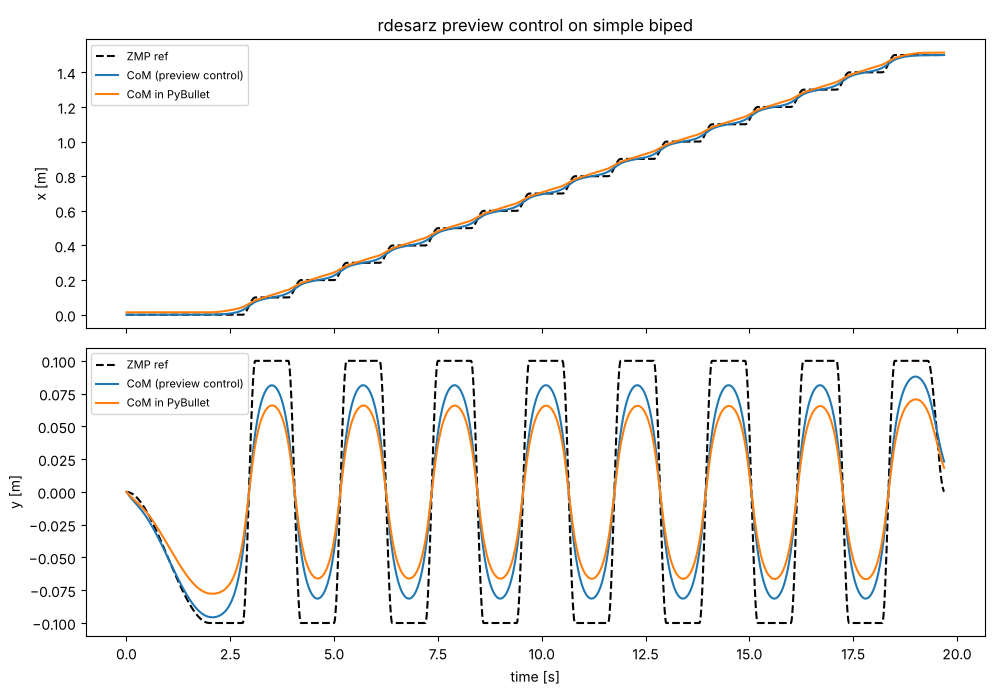 rdesarz preview control on simple biped
ZMP ref
CoM (preview control)
CoM in PyBullet
x [m]
1.4
1.2
1.0
0.8
0.6
0.4
0.2
0.0
ZMP ref
CoM (preview control)
CoM in PyBullet
y [m]
0.100
0.075
0.050
0.025
0.000
−0.025
−0.050
−0.075
−0.100
0.0 2.5 5.0 7.5 10.0 12.5 15.0 17.5 20.0
time [s]